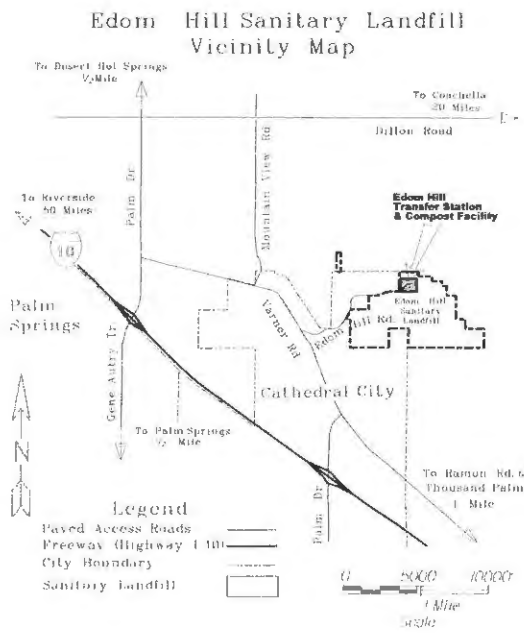 Edom Hill Sanitary Landfill
Vicinity Map
To Desert Hot Springs
½ Mile
To Coachella
20 Miles
Dillon Road
Mountain View Rd
Palm Dr.
To Riverside
50 Miles
10
Edom Hill
Transfer Station
& Compost Facility
Edom Hill
Sanitary
Landfill
Edom Hill Rd.
Varner Rd
Palm
Springs
Gene Autry Tr.
Cathedral City
To Palm Springs
½ Mile
N
To Ramon Rd. &
Thousand Palm
1 Mile
Palm Dr
Legend
Paved Access Roads
Freeway (Highway I-10)
City Boundary
Sanitary Landfill
0 5000 10000
1 Mile
Scale